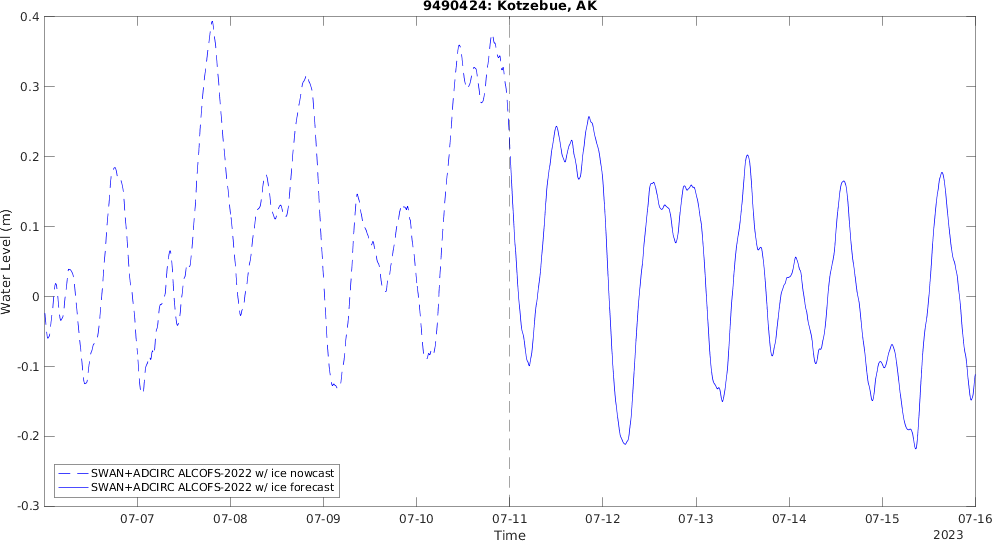 9490424: Kotzebue, AK
0.4
0.3
0.2
0.1
0
-0.1
-0.2
-0.3
Water Level (m)
SWAN+ADCIRC ALCOFS-2022 w/ ice nowcast
SWAN+ADCIRC ALCOFS-2022 w/ ice forecast
07-07 07-08 07-09 07-10 07-11 07-12 07-13 07-14 07-15 07-16
Time
2023